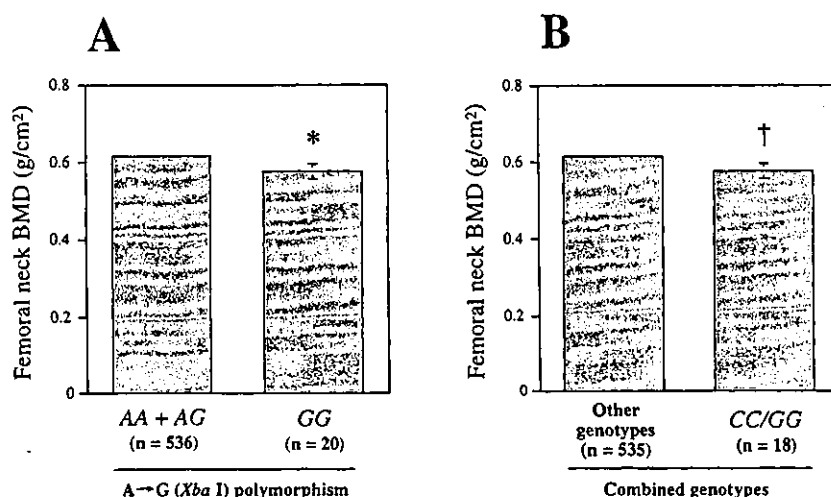 A
Femoral neck BMD (g/cm²)
0.8
0.6
0.4
0.2
0
*
AA + AG
(n = 536)
GG
(n = 20)
A→G (Xba I) polymorphism
B
Femoral neck BMD (g/cm²)
0.8
0.6
0.4
0.2
0
†
Other
genotypes
(n = 535)
CC/GG
(n = 18)
Combined genotypes